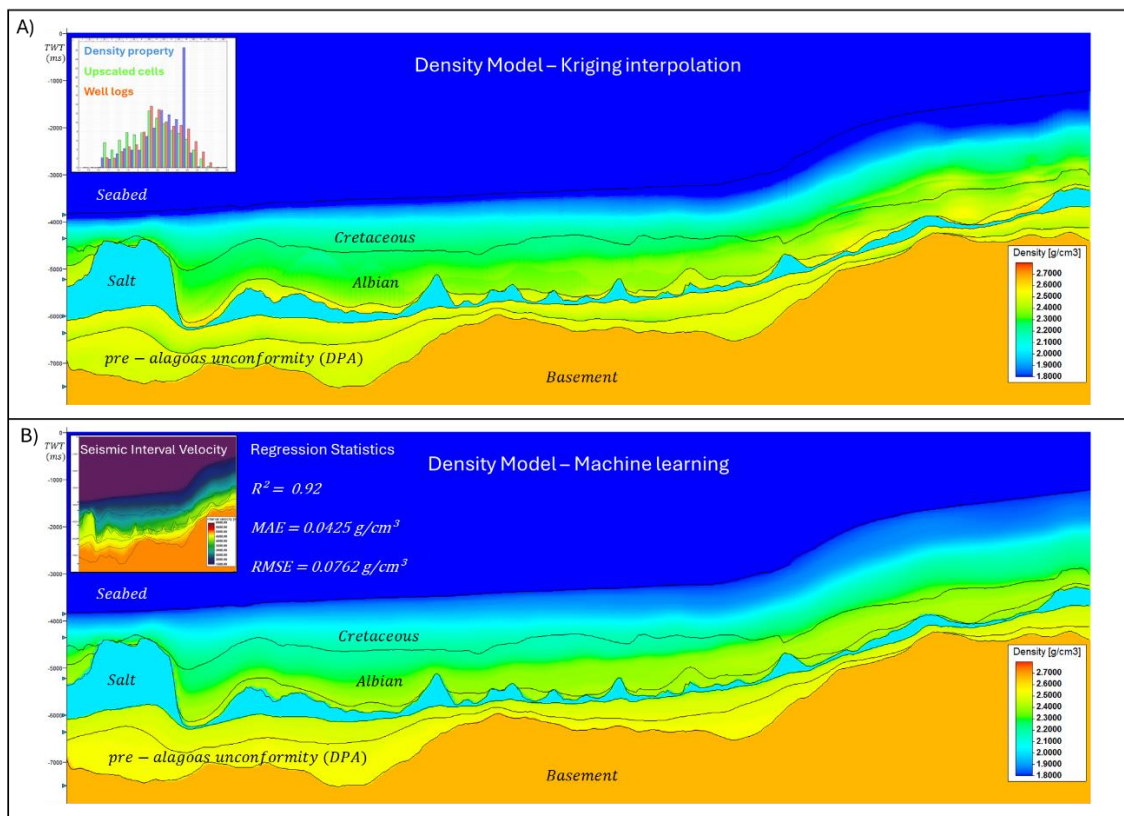 A)
TWT
(ms)
0
-1000
-2000
-3000
-4000
-5000
-6000
-7000
Density property
Upscaled cells
Well logs
Density Model – Kriging interpolation
Seabed
Cretaceous
Salt
Albian
pre − alagoas unconformity (DPA)
Basement
Density [g/cm3]
2.7000
2.6000
2.5000
2.4000
2.3000
2.2000
2.1000
2.0000
1.9000
1.8000
B)
TWT
(ms)
0
-1000
-2000
-3000
-4000
-5000
-6000
-7000
Seismic Interval Velocity
Regression Statistics
R² = 0.92
MAE = 0.0425 g/cm³
RMSE = 0.0762 g/cm³
Density Model – Machine learning
Seabed
Cretaceous
Salt
Albian
pre − alagoas unconformity (DPA)
Basement
Density [g/cm3]
2.7000
2.6000
2.5000
2.4000
2.3000
2.2000
2.1000
2.0000
1.9000
1.8000